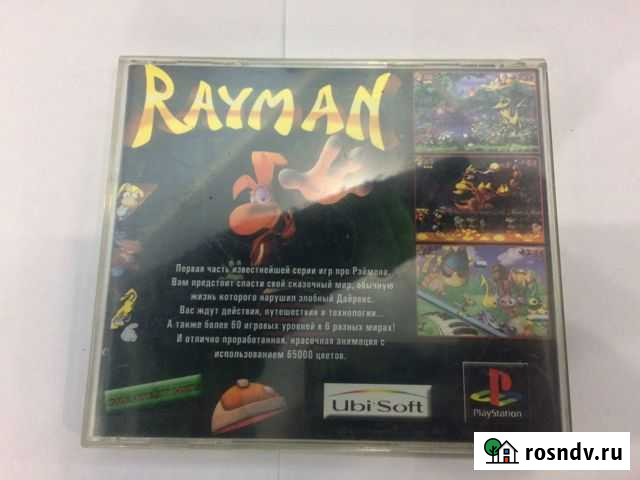 RAYMAN
Первая часть известнейшей серии игр про Рэймена.
Вам предстоит спасти свой сказочный мир, обычную
жизнь которого нарушил злобный Дайрекс.
Вас ждут действия, путешествия и технологии...
А также более 60 игровых уровней в 6 разных мирах!
И отлично проработанная, красочная анимация с
использованием 65000 цветов.
Ubi Soft
PlayStation
rosndv.ru